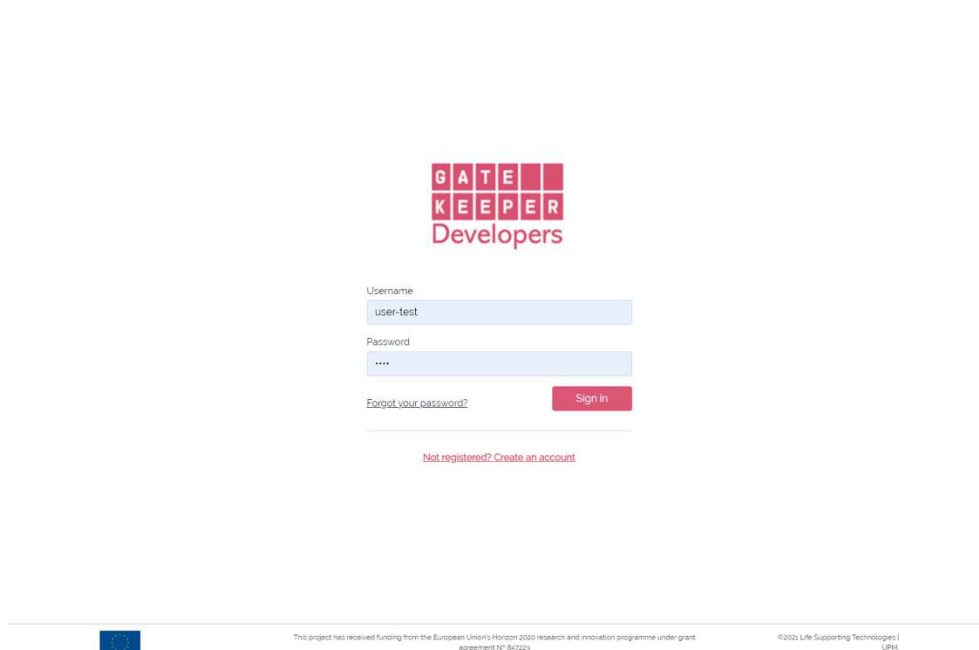 GATE
KEEPER
Developers
Username
user-test
Password
••••
Forgot your password?
Sign in
Not registered? Create an account
This project has received funding from the European Union's Horizon 2020 research and innovation programme under grant
agreement Nº 857223
©2021 Life Supporting Technologies |
UPM